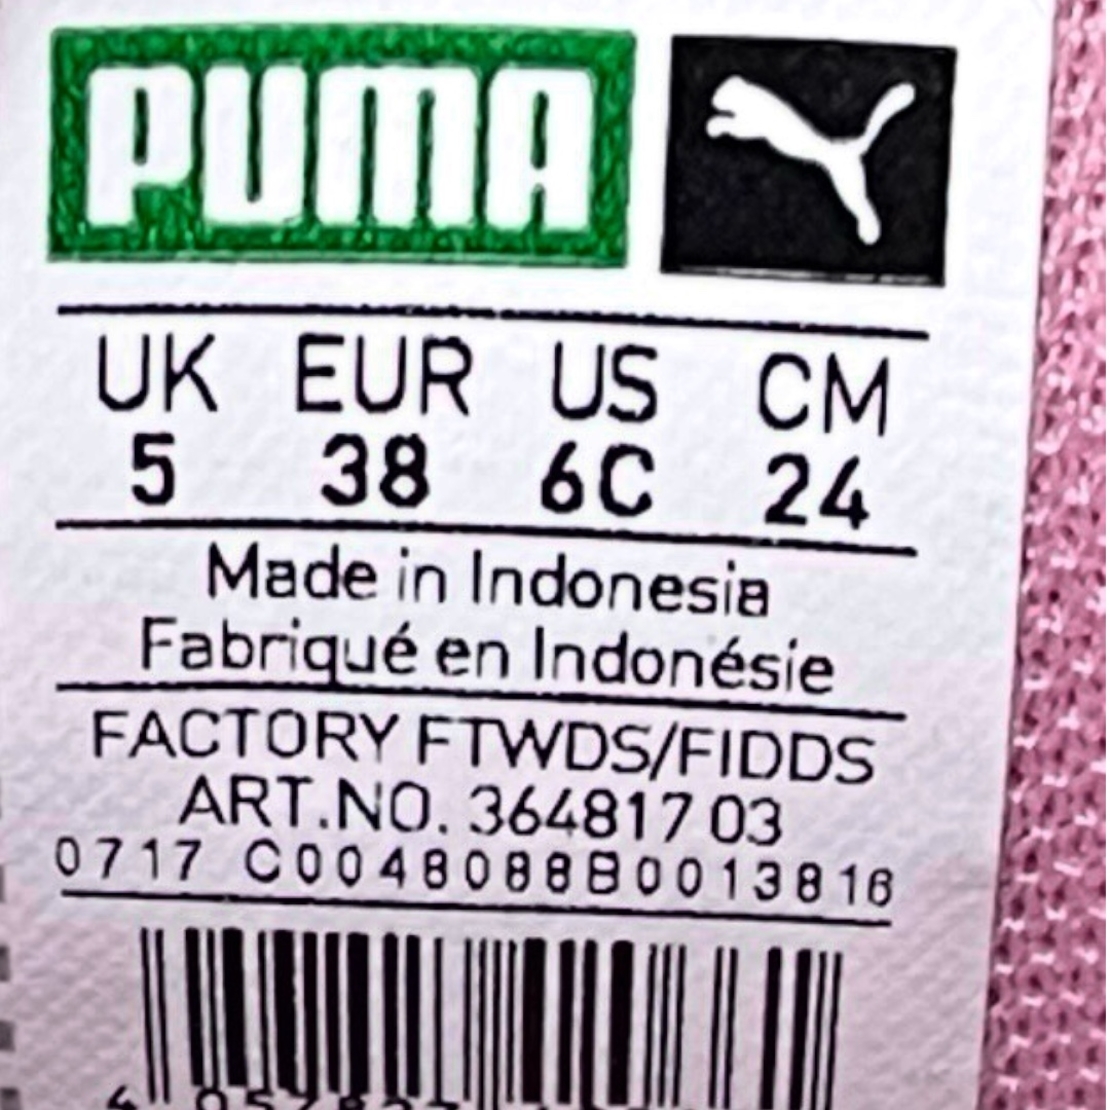 PUMA
UK EUR US CM
5 38 6C 24
Made in Indonesia
Fabriqué en Indonésie
FACTORY FTWDS/FIDDS
ART.NO. 364817 03
0717 C0048088B0013816